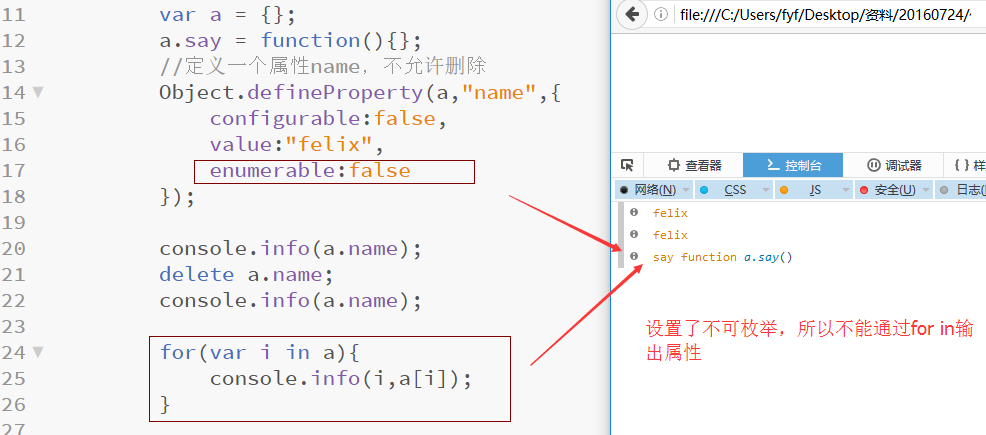 11 var a = {};
12 a.say = function(){};
13 //定义一个属性name，不允许删除
14 Object.defineProperty(a,"name",{
15 configurable:false,
16 value:"felix",
17 enumerable:false
18 });
19
20 console.info(a.name);
21 delete a.name;
22 console.info(a.name);
23
24 for(var i in a){
25 console.info(i,a[i]);
26 }
27
file:///C:/Users/fyf/Desktop/资料/20160724/
查看器 控制台 调试器 { } 样
网络(N) CSS JS 安全(U) 日志(
felix
felix
say function a.say()
设置了不可枚举，所以不能通过for in输
出属性